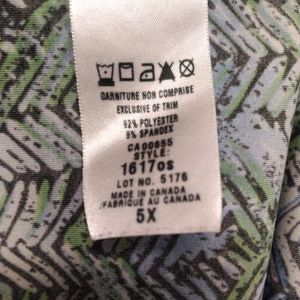 GARNITURE NON COMPRISE
EXCLUSIVE OF TRIM
92% POLYESTER
8% SPANDEX
CA00655
STYLE:
1617os
LOT NO. 5176
MADE IN CANADA
FABRIQUE AU CANADA
5X